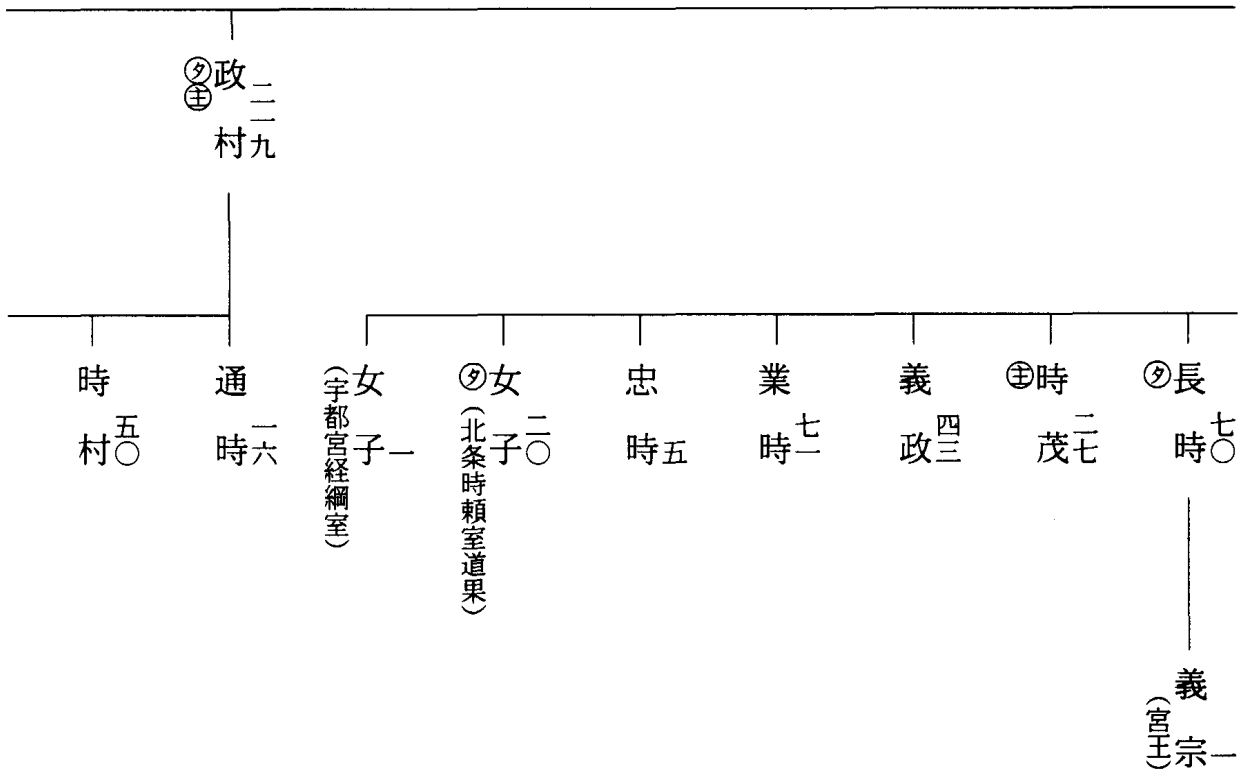 政村 二一九
㋟㊤
長時 七〇
㋟
時茂 二七
義政 四三
業時 七一
忠時 五
女子 二〇
㋟
(北条時頼室道果)
女子 一
(宇都宮経綱室)
通時 一六
時村 五〇
義宗 一
(宮王)